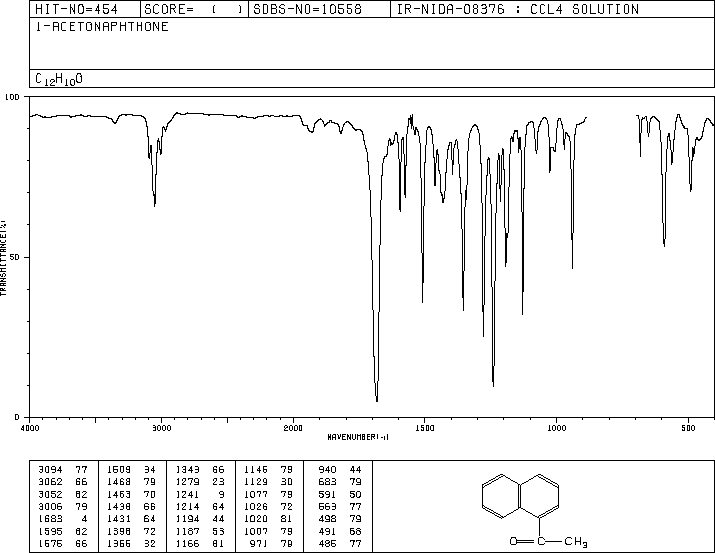 HIT-NO=454 SCORE= ( ) SDBS-NO=10558 IR-NIDA-08376 : CCL4 SOLUTION
1-ACETONAPHTHONE
C12H10O
100
50
0
TRANSMITTANCE(%)
4000 3000 2000 1500 1000 500
WAVENUMBER(-1)
3094 77 1509 34 1343 66 1146 79 940 44
3062 66 1468 79 1279 23 1129 30 683 79
3052 62 1463 70 1241 9 1077 79 591 50
3006 79 1438 66 1214 64 1026 72 563 77
1683 4 1431 64 1194 44 1020 81 498 79
1595 62 1398 72 1187 53 1007 79 491 68
1576 66 1356 32 1166 81 971 79 486 77
O=C-CH3